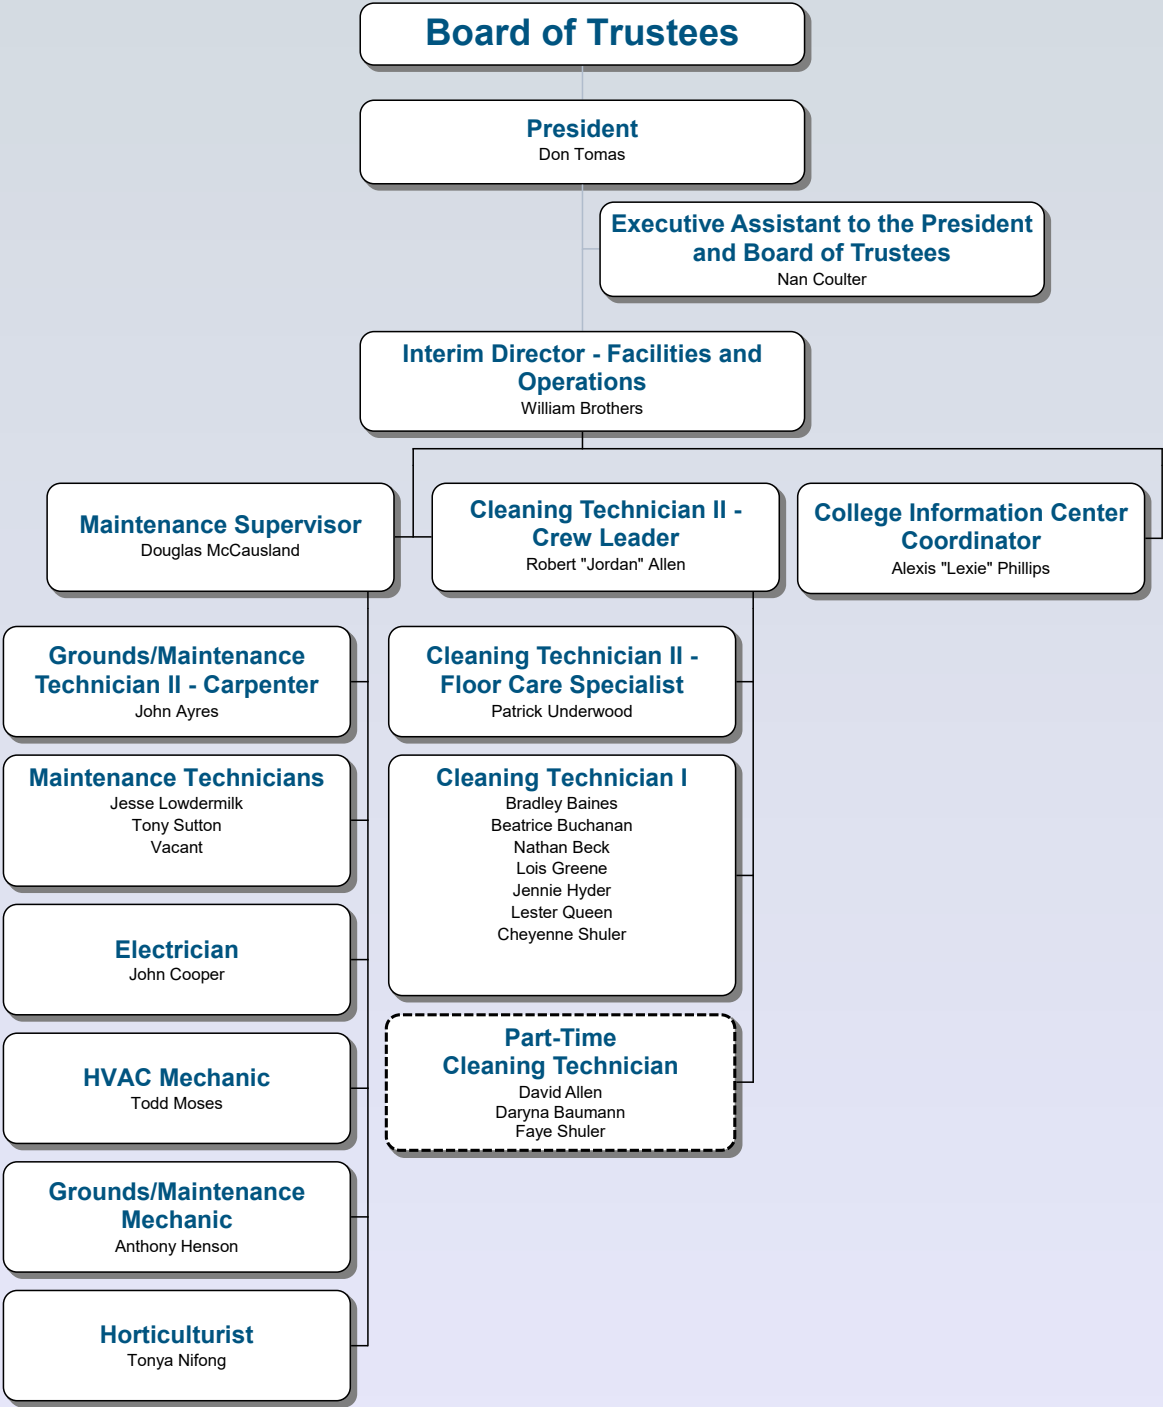 Board of Trustees
President
Don Tomas
Executive Assistant to the President
and Board of Trustees
Nan Coulter
Interim Director - Facilities and
Operations
William Brothers
Maintenance Supervisor
Douglas McCausland
Cleaning Technician II -
Crew Leader
Robert "Jordan" Allen
College Information Center
Coordinator
Alexis "Lexie" Phillips
Grounds/Maintenance
Technician II - Carpenter
John Ayres
Maintenance Technicians
Jesse Lowdermilk
Tony Sutton
Vacant
Electrician
John Cooper
HVAC Mechanic
Todd Moses
Grounds/Maintenance
Mechanic
Anthony Henson
Horticulturist
Tonya Nifong
Cleaning Technician II -
Floor Care Specialist
Patrick Underwood
Cleaning Technician I
Bradley Baines
Beatrice Buchanan
Nathan Beck
Lois Greene
Jennie Hyder
Lester Queen
Cheyenne Shuler
Part-Time
Cleaning Technician
David Allen
Daryna Baumann
Faye Shuler